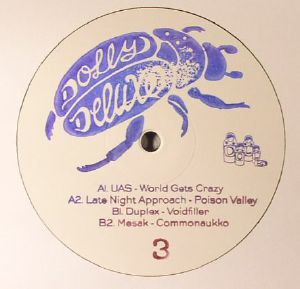 DOLLY
Deluxe
A1. UAS - World Gets Crazy
A2. Late Night Approach - Poison Valley
B1. Duplex - Voidfiller
B2. Mesak - Commonaukko
3